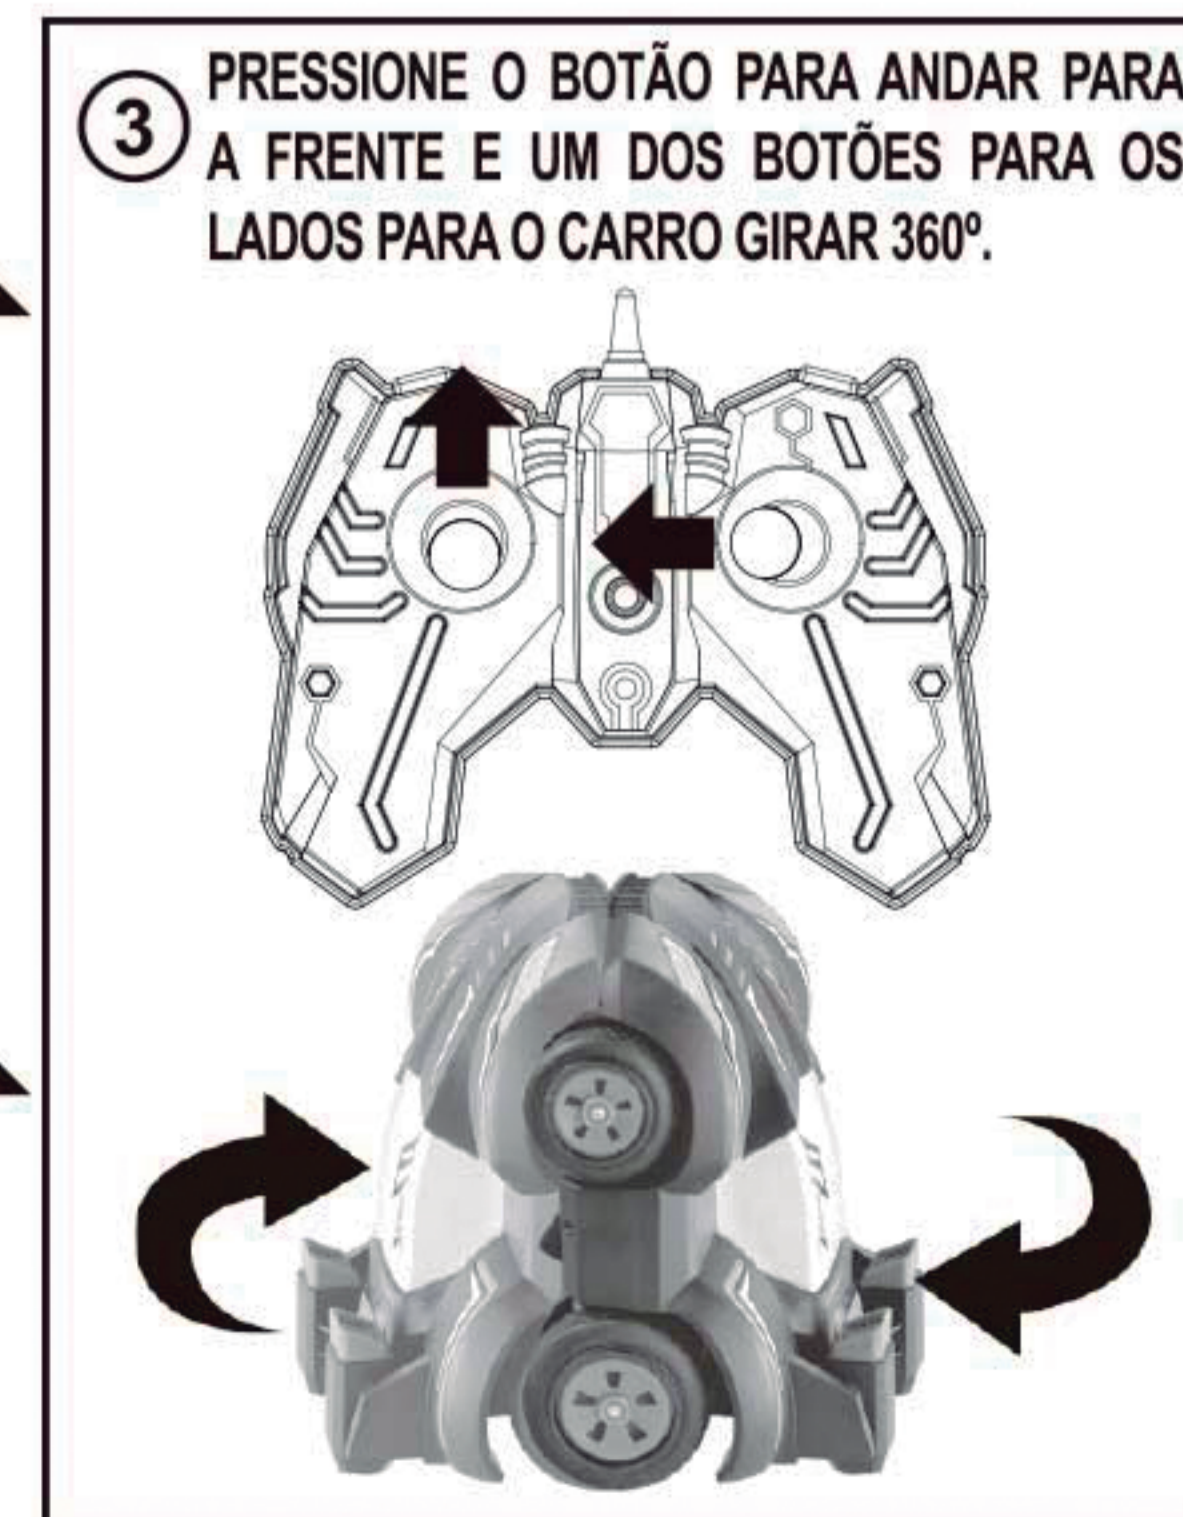 3
PRESSIONE O BOTÃO PARA ANDAR PARA
A FRENTE E UM DOS BOTÕES PARA OS
LADOS PARA O CARRO GIRAR 360º.